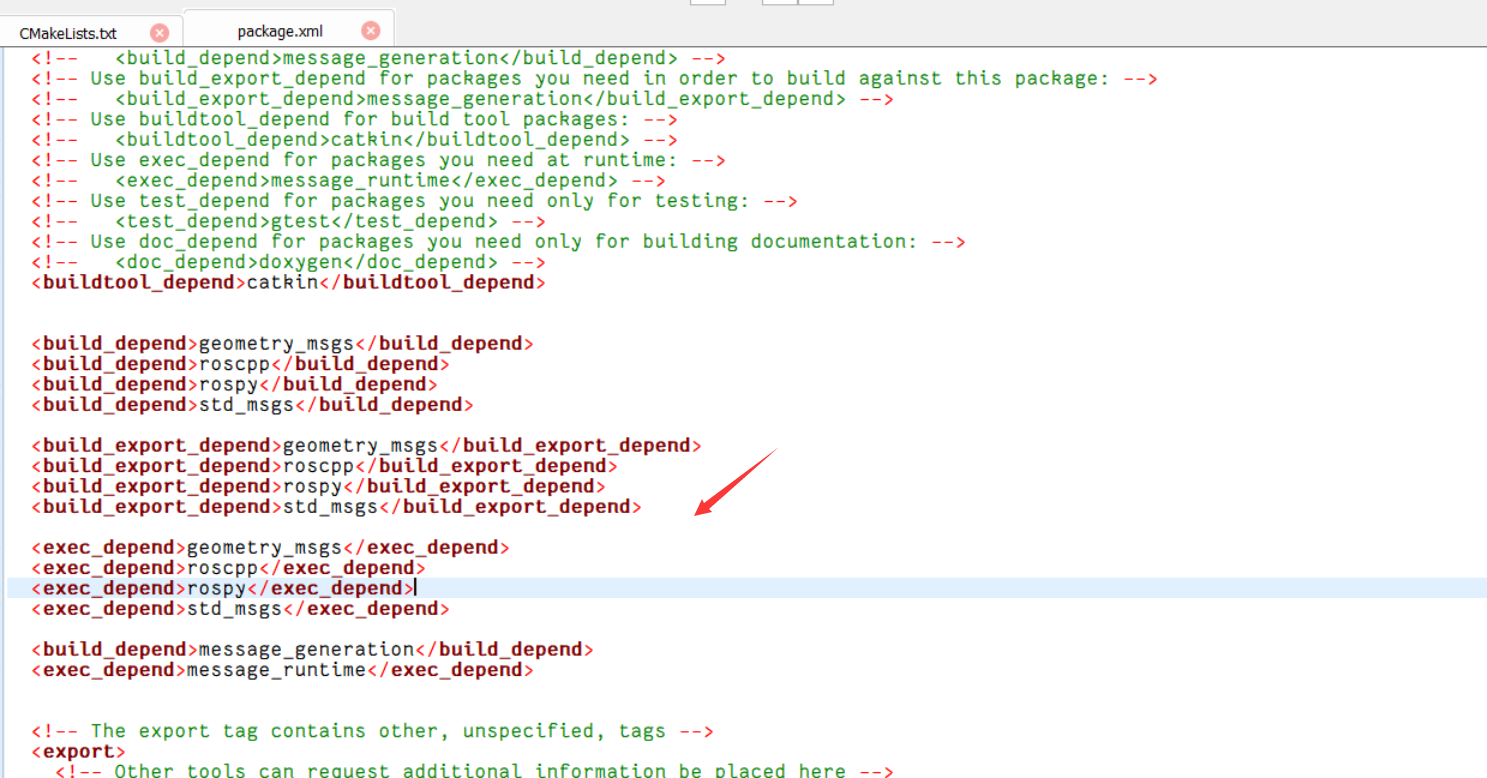 CMakeLists.txt
package.xml
<!--   <build_depend>message_generation</build_depend> -->
<!-- Use build_export_depend for packages you need in order to build against this package: -->
<!--   <build_export_depend>message_generation</build_export_depend> -->
<!-- Use buildtool_depend for build tool packages: -->
<!--   <buildtool_depend>catkin</buildtool_depend> -->
<!-- Use exec_depend for packages you need at runtime: -->
<!--   <exec_depend>message_runtime</exec_depend> -->
<!-- Use test_depend for packages you need only for testing: -->
<!--   <test_depend>gtest</test_depend> -->
<!-- Use doc_depend for packages you need only for building documentation: -->
<!--   <doc_depend>doxygen</doc_depend> -->
<buildtool_depend>catkin</buildtool_depend>
<build_depend>geometry_msgs</build_depend>
<build_depend>roscpp</build_depend>
<build_depend>rospy</build_depend>
<build_depend>std_msgs</build_depend>
<build_export_depend>geometry_msgs</build_export_depend>
<build_export_depend>roscpp</build_export_depend>
<build_export_depend>rospy</build_export_depend>
<build_export_depend>std_msgs</build_export_depend>
<exec_depend>geometry_msgs</exec_depend>
<exec_depend>roscpp</exec_depend>
<exec_depend>rospy</exec_depend>
<exec_depend>std_msgs</exec_depend>
<build_depend>message_generation</build_depend>
<exec_depend>message_runtime</exec_depend>
<!-- The export tag contains other, unspecified, tags -->
<export>
<!-- Other tools can request additional information be placed here -->